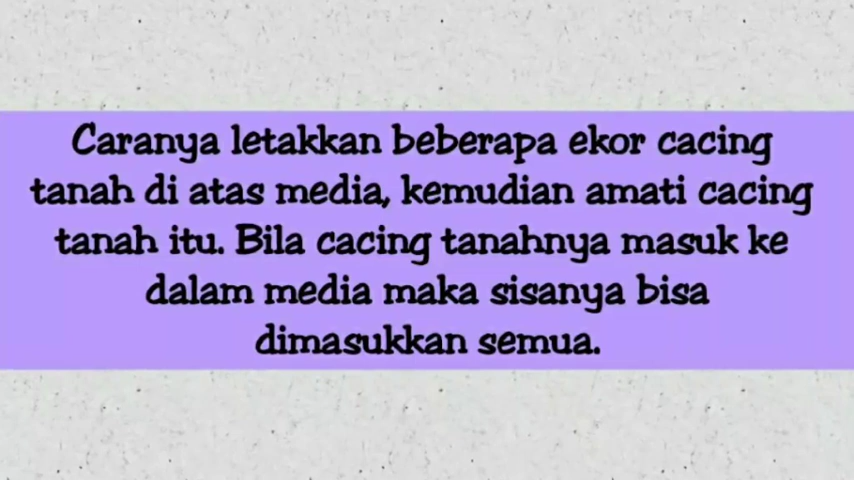 Caranya letakkan beberapa ekor cacing
tanah di atas media, kemudian amati cacing
tanah itu. Bila cacing tanahnya masuk ke
dalam media maka sisanya bisa
dimasukkan semua.